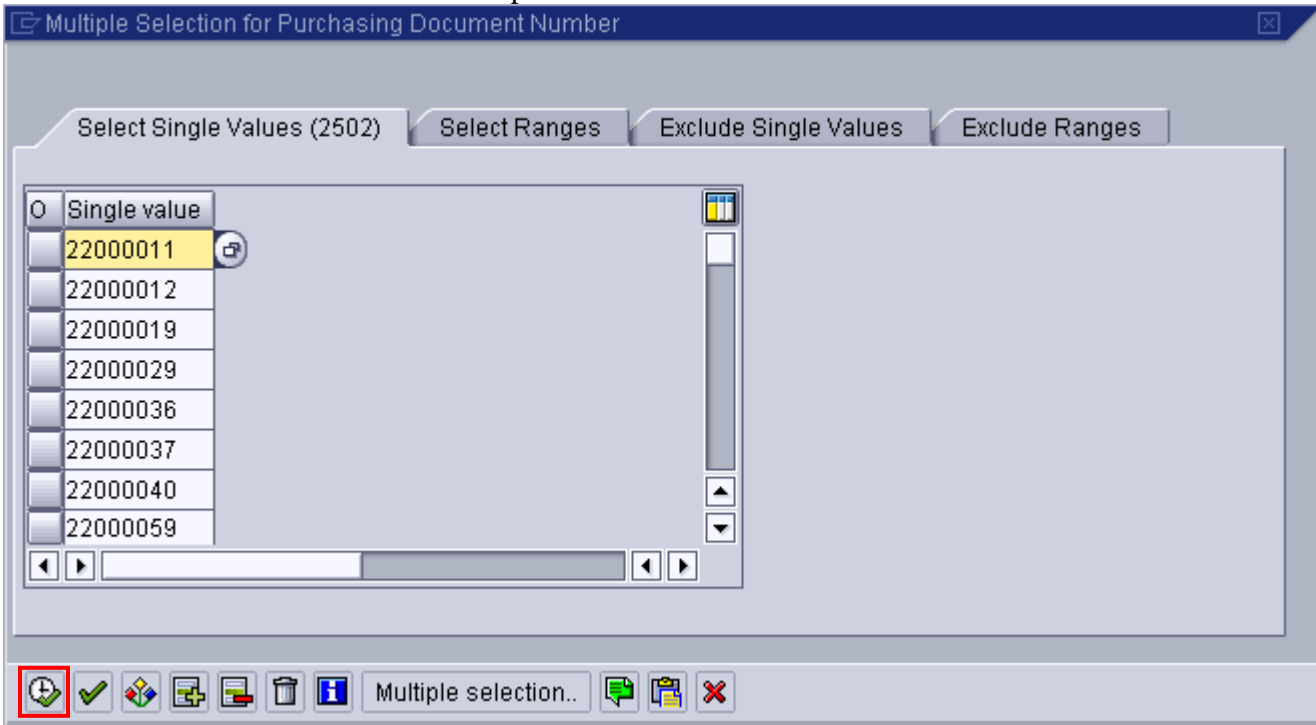 Multiple Selection for Purchasing Document Number
Select Single Values (2502) Select Ranges Exclude Single Values Exclude Ranges
O Single value
22000011
22000012
22000019
22000029
22000036
22000037
22000040
22000059
Multiple selection..